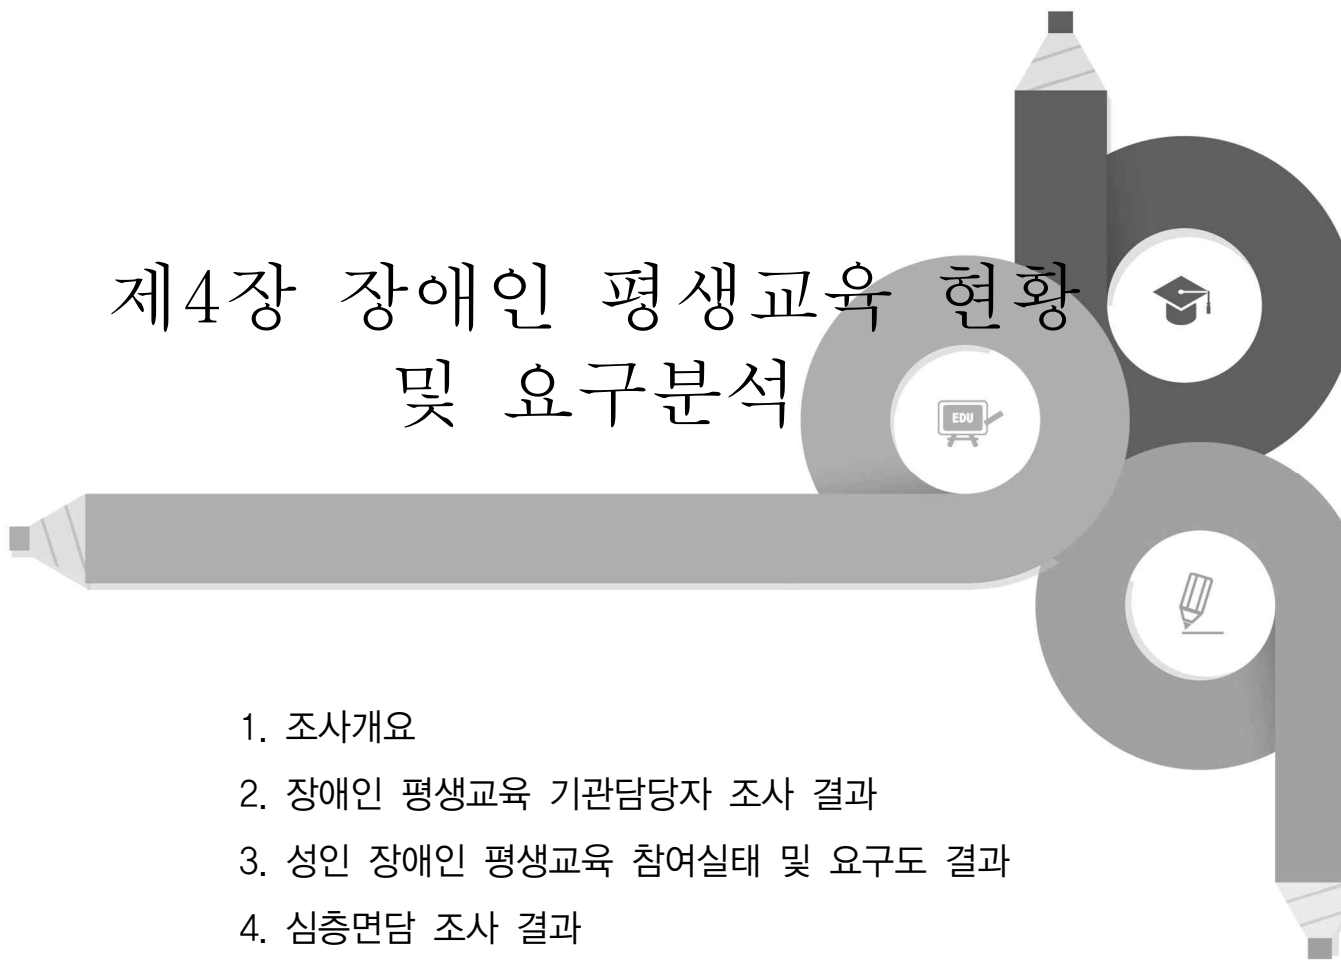 제4장 장애인 평생교육 현황
및 요구분석
EDU
1. 조사개요
2. 장애인 평생교육 기관담당자 조사 결과
3. 성인 장애인 평생교육 참여실태 및 요구도 결과
4. 심층면담 조사 결과